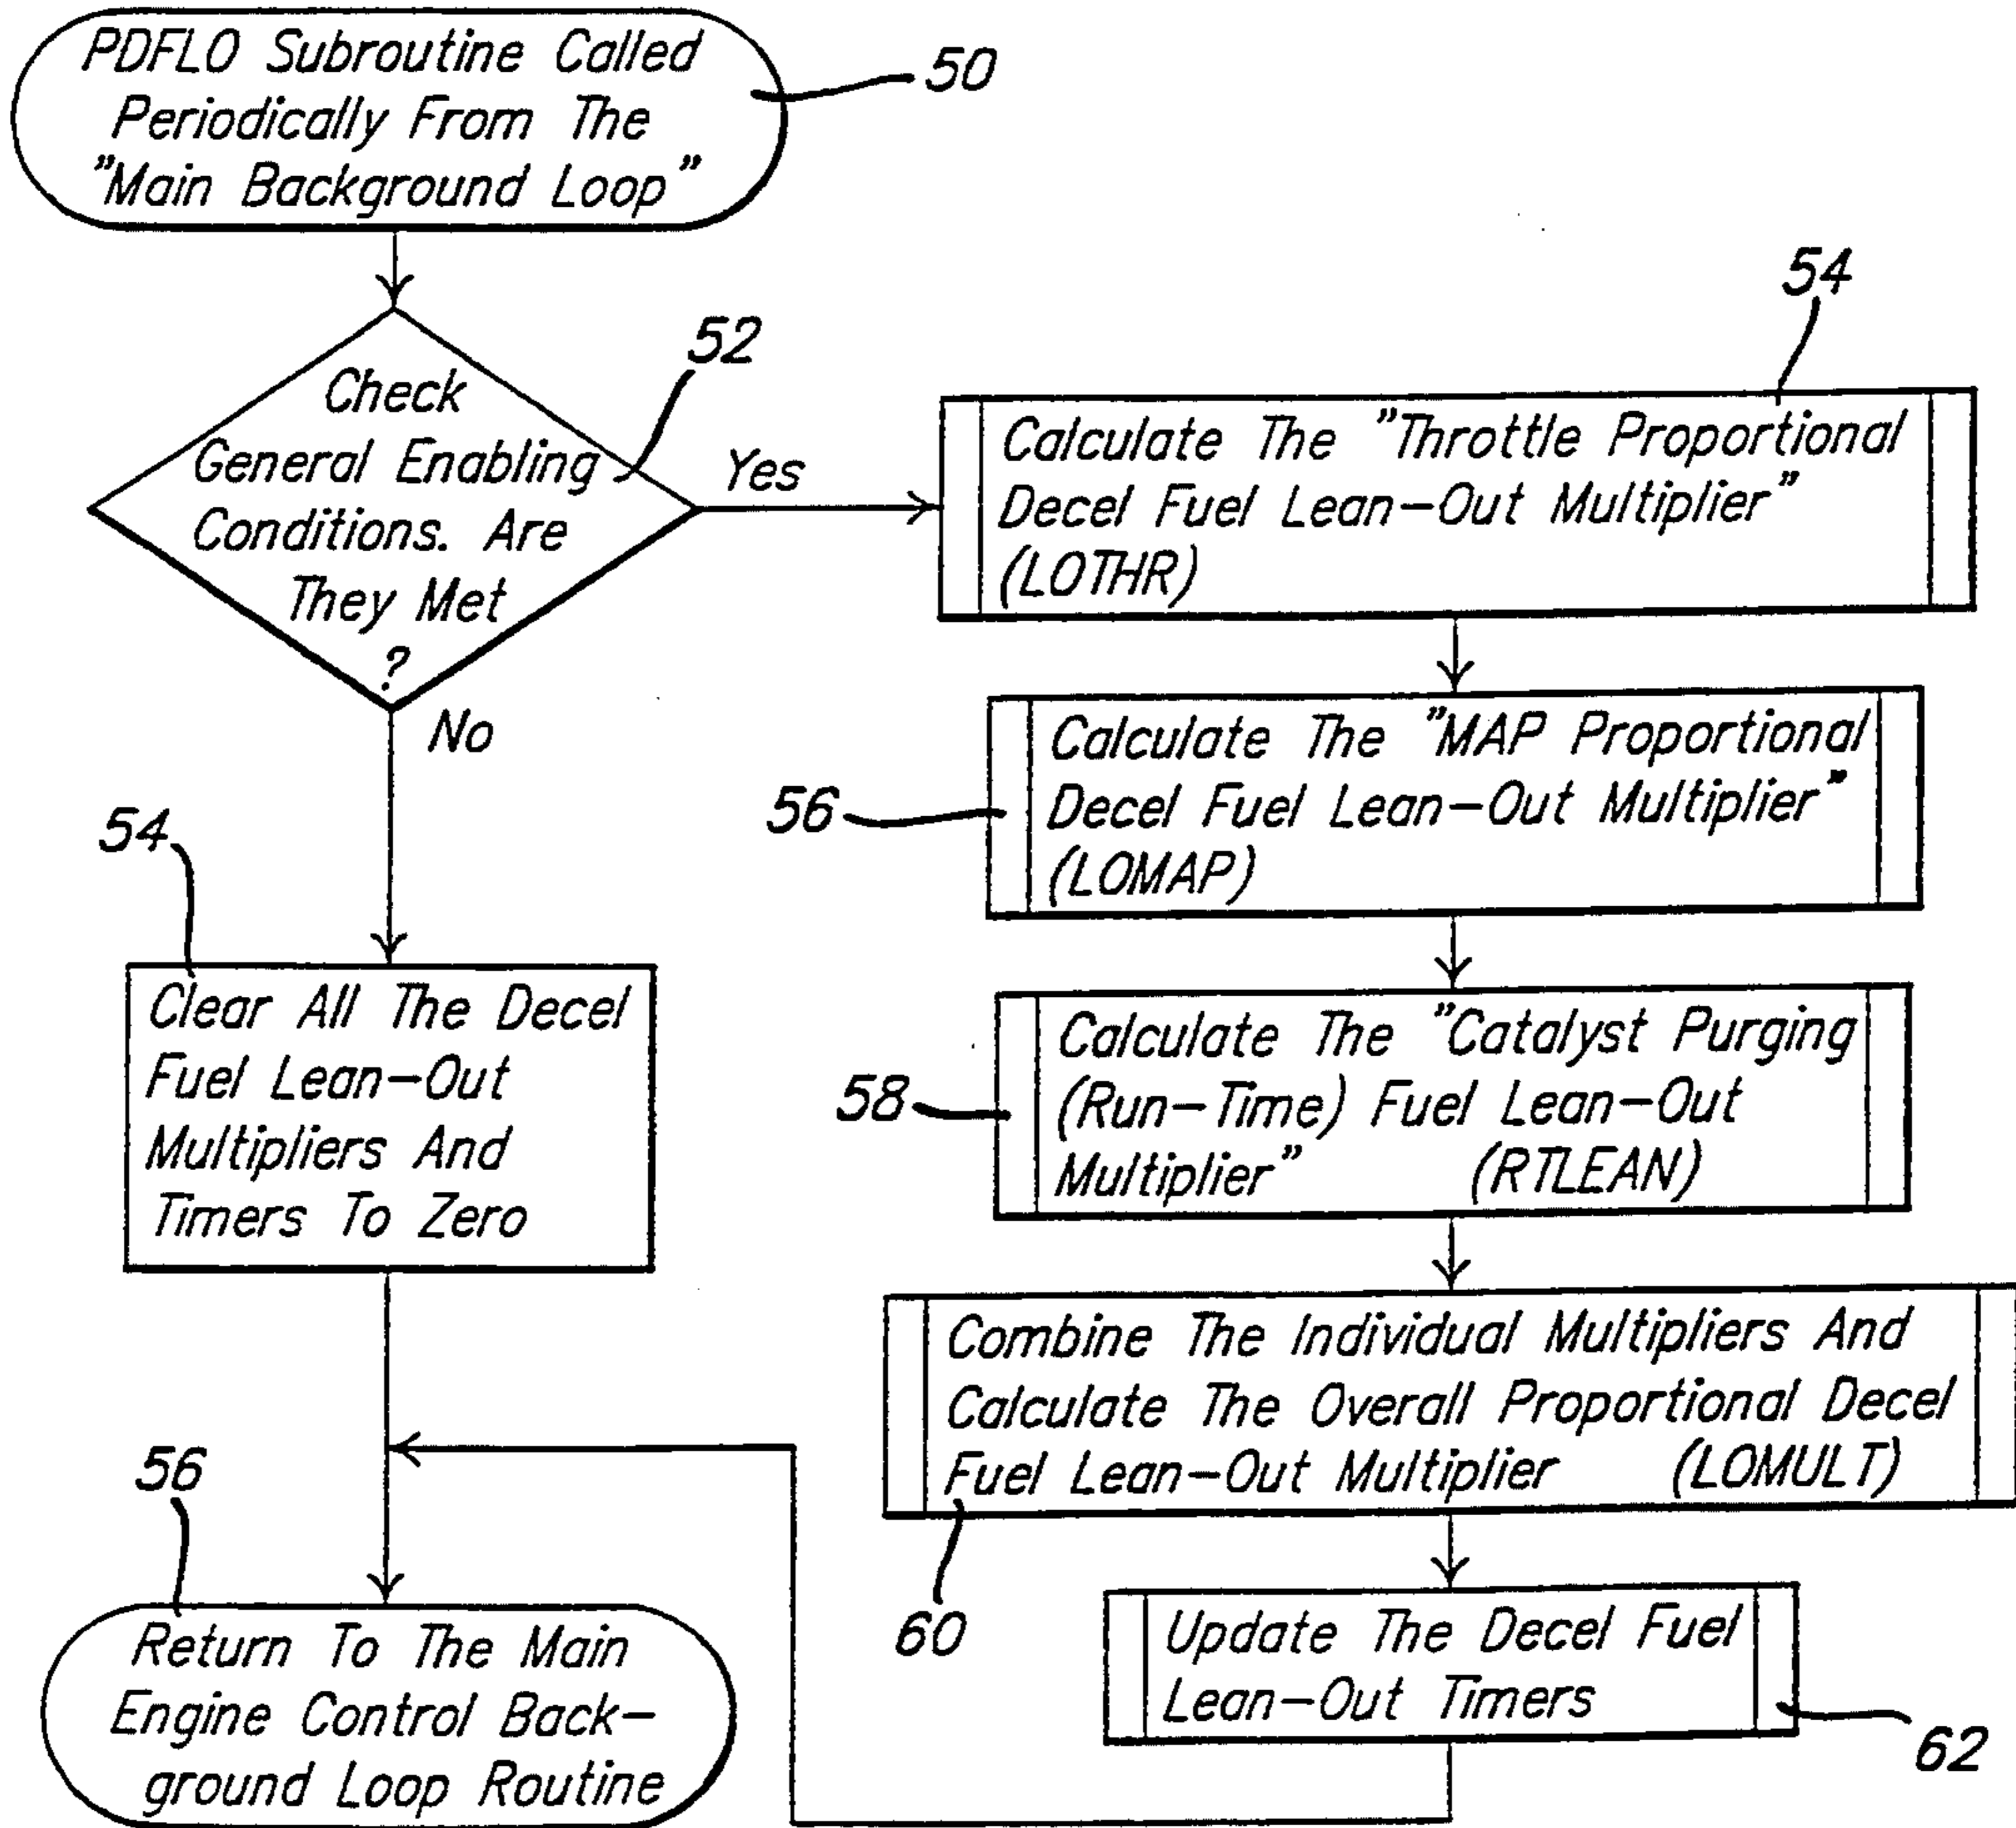 PDFLO Subroutine Called
Periodically From The
"Main Background Loop"
50
Check
General Enabling
Conditions. Are
They Met
?
52
Yes
No
54
Calculate The "Throttle Proportional
Decel Fuel Lean-Out Multiplier"
(LOTHR)
56
Calculate The "MAP Proportional
Decel Fuel Lean-Out Multiplier"
(LOMAP)
58
Calculate The "Catalyst Purging
(Run-Time) Fuel Lean-Out
Multiplier" (RTLEAN)
Combine The Individual Multipliers And
Calculate The Overall Proportional Decel
Fuel Lean-Out Multiplier (LOMULT)
60
Update The Decel Fuel
Lean-Out Timers
62
54
Clear All The Decel
Fuel Lean-Out
Multipliers And
Timers To Zero
56
Return To The Main
Engine Control Back-
ground Loop Routine